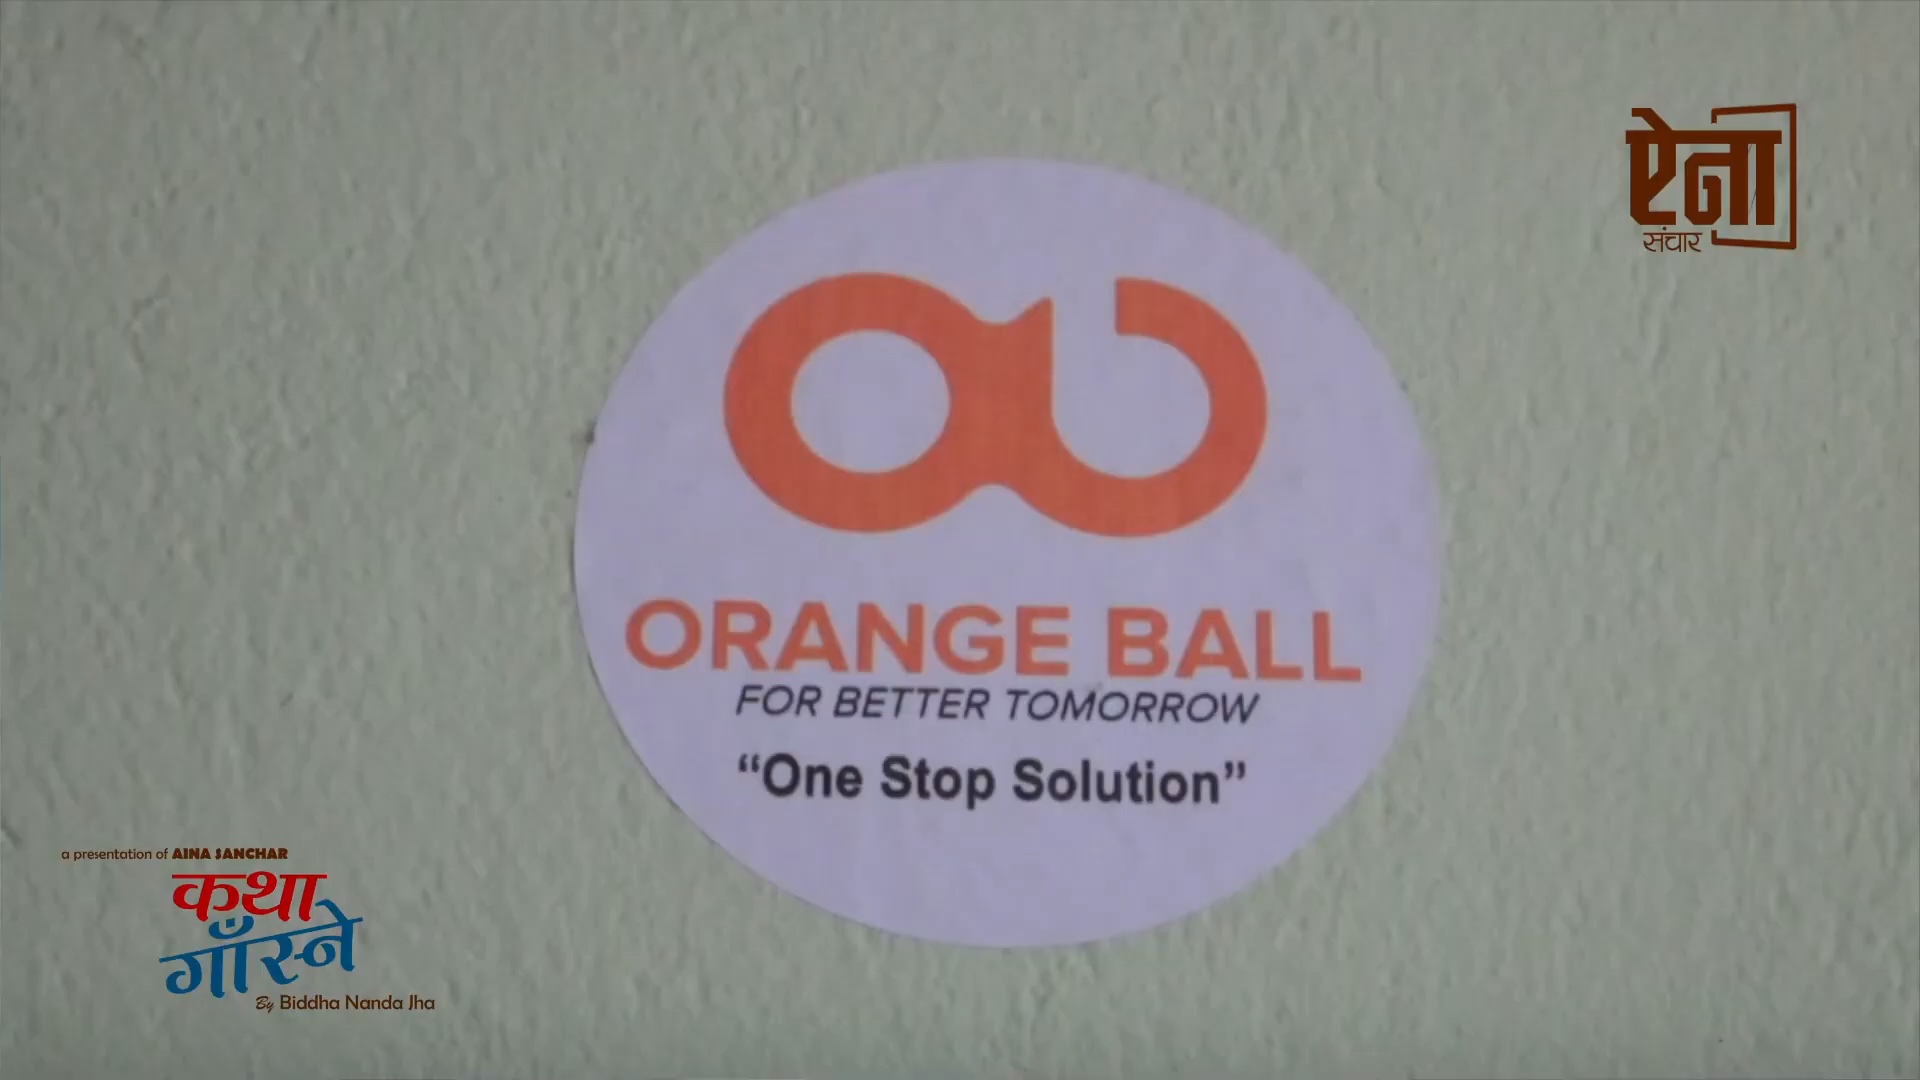 ऐना
संचार
ORANGE BALL
FOR BETTER TOMORROW
“One Stop Solution”
a presentation of AINA SANCHAR
कथा
गाँस्ने
By Biddha Nanda Jha